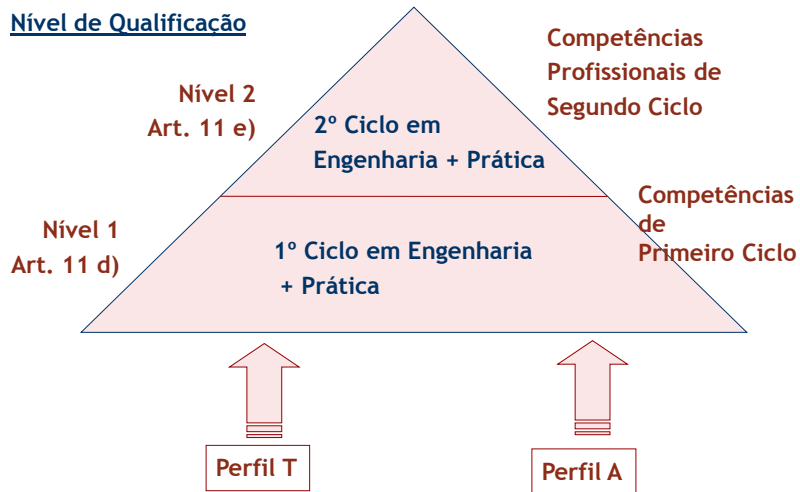 Nível de Qualificação
Competências
Profissionais de
Segundo Ciclo
Nível 2
Art. 11 e)
2º Ciclo em
Engenharia + Prática
Competências
de
Primeiro Ciclo
Nível 1
Art. 11 d)
1º Ciclo em Engenharia
+ Prática
Perfil T
Perfil A